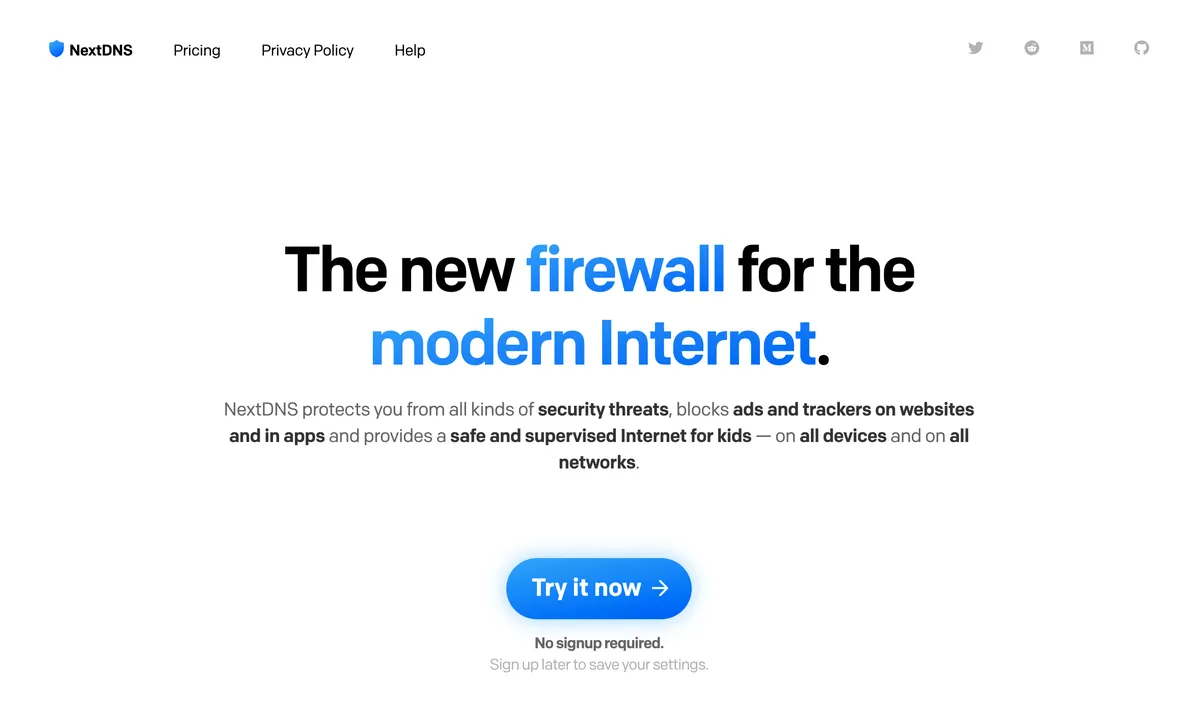 NextDNS
Pricing
Privacy Policy
Help
The new firewall for the
modern Internet.
NextDNS protects you from all kinds of security threats, blocks ads and trackers on websites
and in apps and provides a safe and supervised Internet for kids — on all devices and on all
networks.
Try it now →
No signup required.
Sign up later to save your settings.